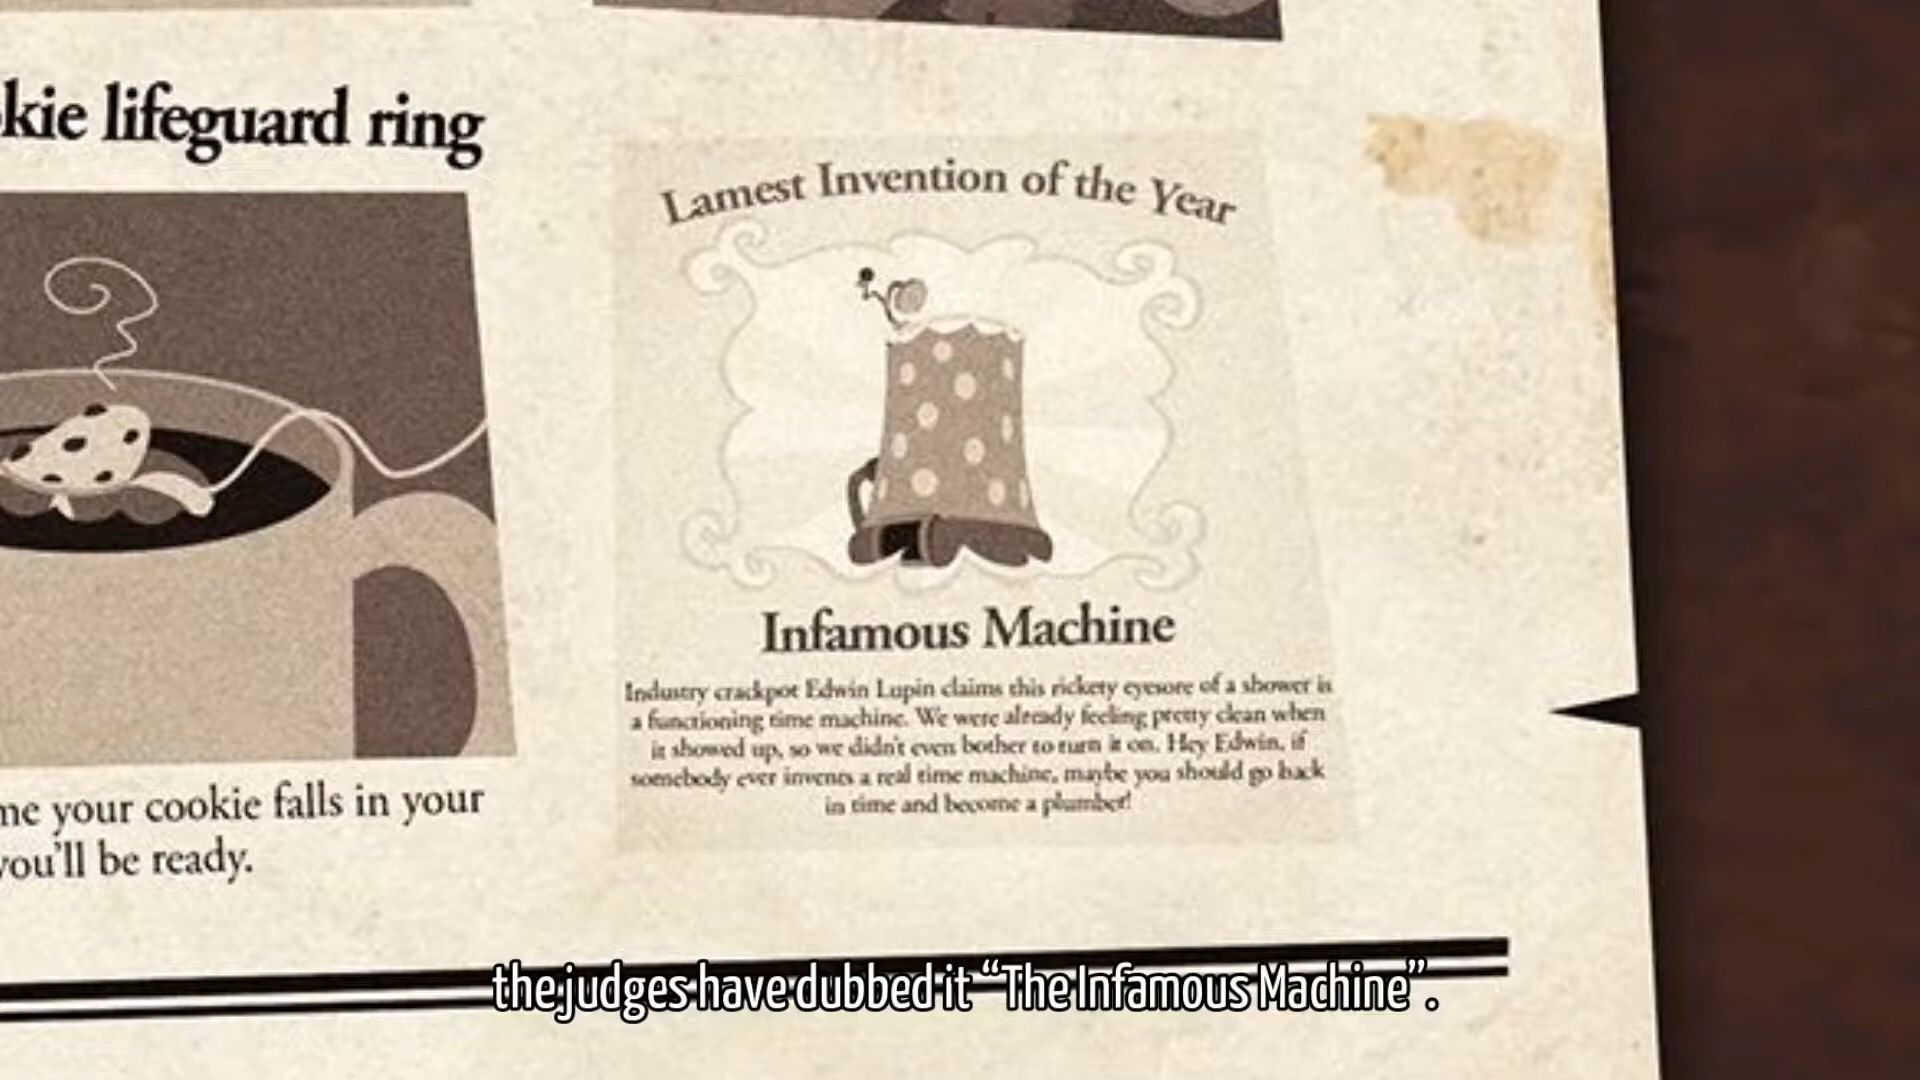 kie lifeguard ring
me your cookie falls in your
you'll be ready.
Lamest Invention of the Year
Infamous Machine
Industry crackpot Edwin Lupin claims this rickety eyesore of a shower is
a functioning time machine. We were already feeling pretty clean when
it showed up, so we didn't even bother to turn it on. Hey Edwin, if
somebody ever invents a real time machine, maybe you should go back
in time and become a plumber!
the judges have dubbed it “The Infamous Machine”.